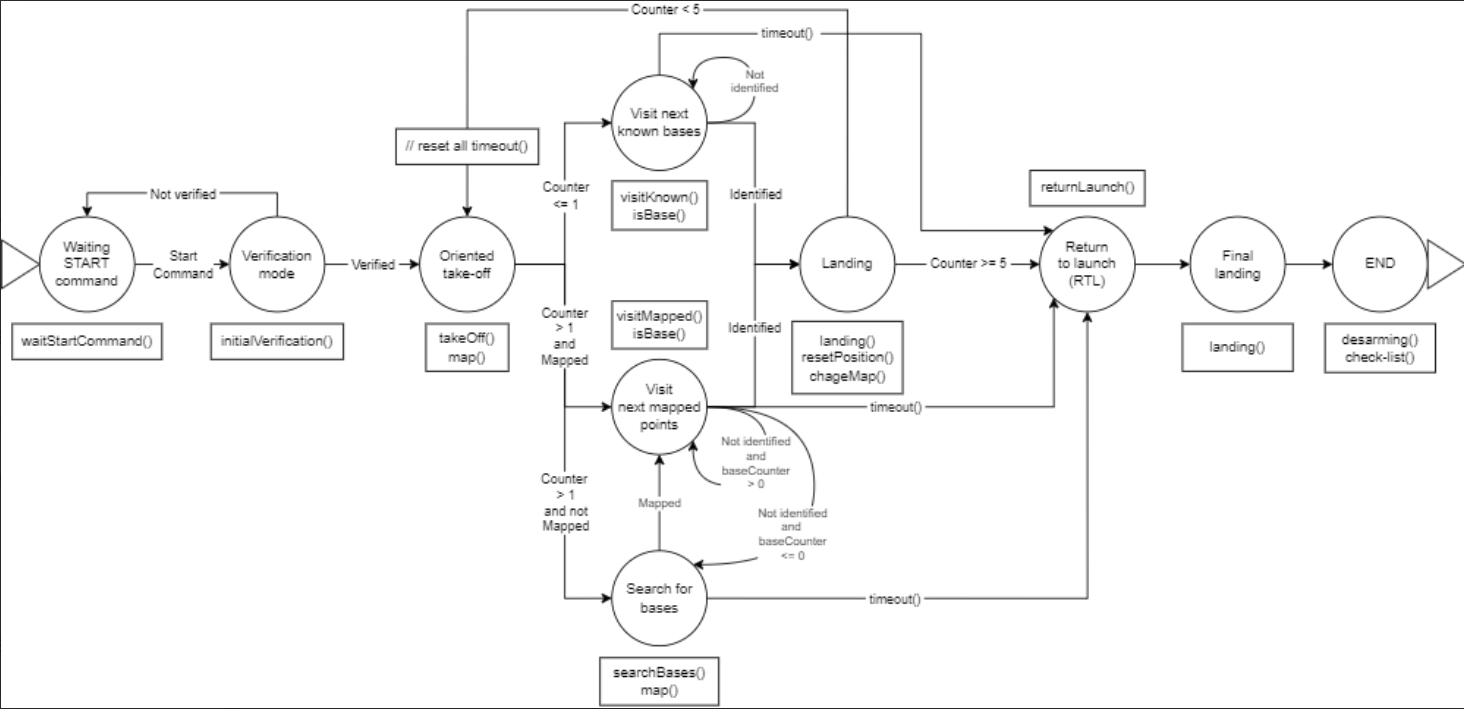 Counter < 5
timeout()
Not
identified
Visit next
known bases
// reset all timeout()
Not verified
Counter
<= 1
visitKnown()
isBase()
Identified
returnLaunch()
Waiting
START
command
Start
Command
Verification
mode
Verified
Oriented
take-off
Landing
Counter >= 5
Return
to launch
(RTL)
Final
landing
END
waitStartCommand()
initialVerification()
takeOff()
map()
Counter
> 1
and
Mapped
visitMapped()
isBase()
Identified
landing()
resetPosition()
chageMap()
landing()
desarming()
check-list()
Visit
next mapped
points
timeout()
Not identified
and
baseCounter
> 0
Counter
> 1
and not
Mapped
Mapped
Not identified
and
baseCounter
<= 0
Search for
bases
timeout()
searchBases()
map()